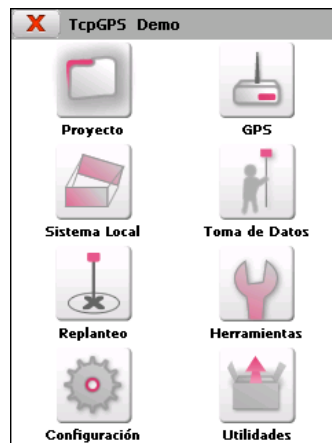 TcpGPS Demo
Proyecto
GPS
Sistema Local
Toma de Datos
Replanteo
Herramientas
Configuración
Utilidades